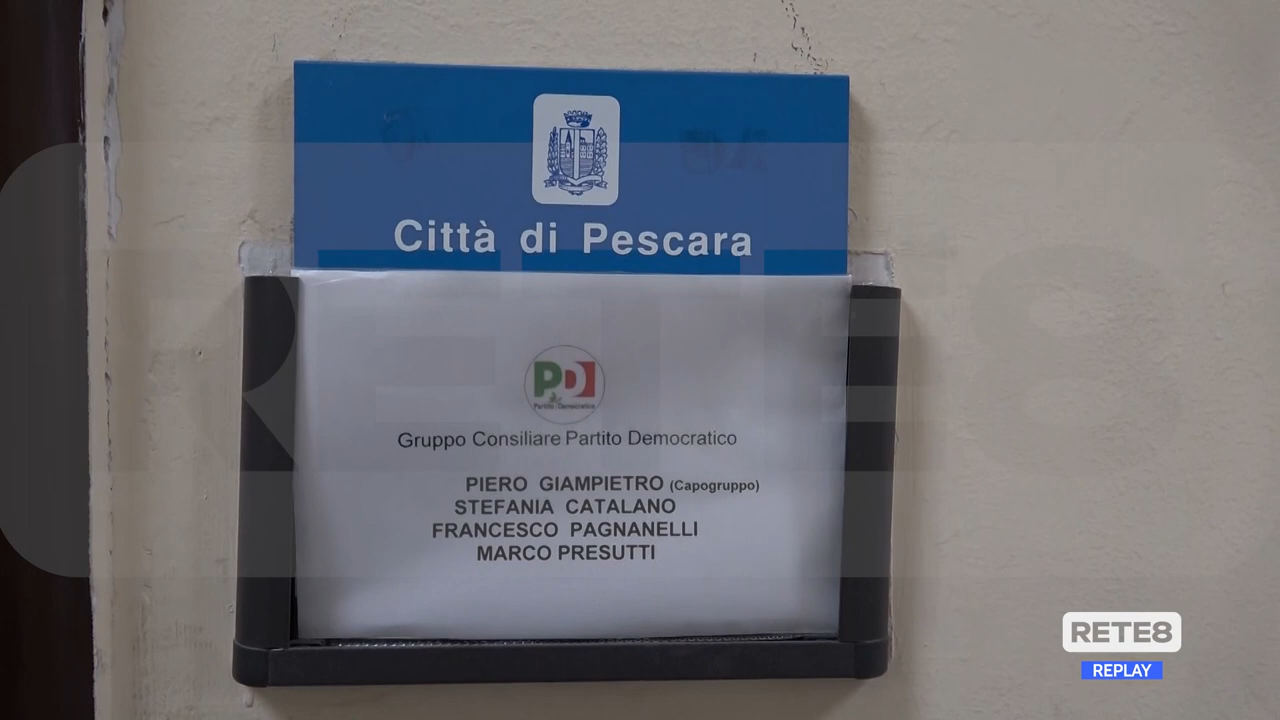 Città di Pescara
PD
Partito Democratico
Gruppo Consiliare Partito Democratico
PIERO GIAMPIETRO (Capogruppo)
STEFANIA CATALANO
FRANCESCO PAGNANELLI
MARCO PRESUTTI
RETE8
RETE8
REPLAY